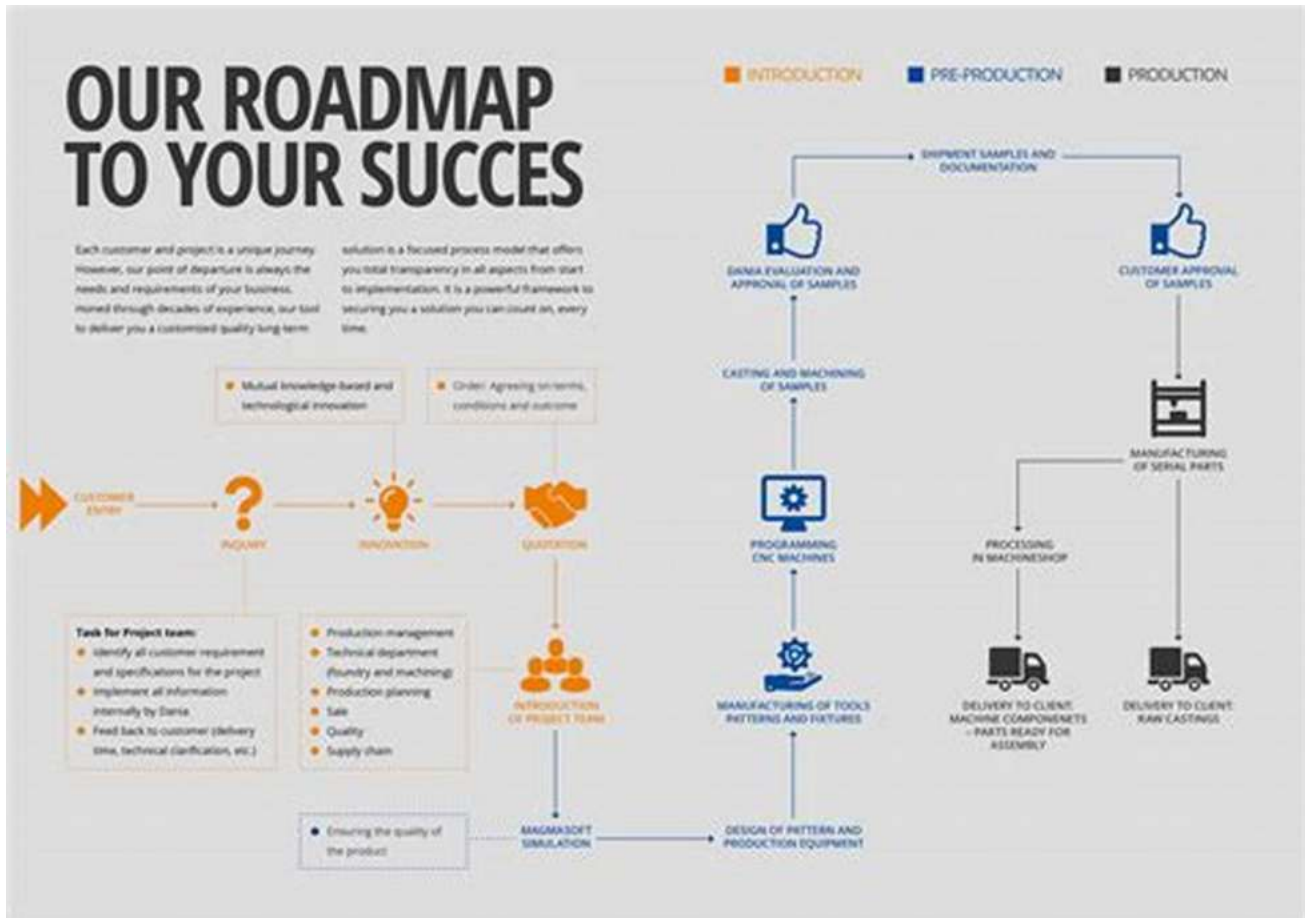 OUR ROADMAP
TO YOUR SUCCES
INTRODUCTION
PRE-PRODUCTION
PRODUCTION
Each customer and project is a unique journey.
However, our point of departure is always the
needs and requirements of your business.
Honed through decades of experience, our tool
to deliver you a customized quality long-term
solution is a focused process model that offers
you total transparency in all aspects from start
to implementation. It is a powerful framework to
securing you a solution you can count on, every
time.
Mutual knowledge-based and
technological innovation
Order: Agreeing on terms,
conditions and outcome
CUSTOMER
ENTRY
INQUIRY
INNOVATION
QUOTATION
Task for Project team:
Identify all customer requirement
and specifications for the project
Implement all information
internally by Dania
Feed back to customer (delivery
time, technical clarification, etc.)
Production management
Technical department
(foundry and machining)
Production planning
Sale
Quality
Supply chain
INTRODUCTION
OF PROJECT TEAM
Ensuring the quality of
the product
MAGMASOFT
SIMULATION
DESIGN OF PATTERN AND
PRODUCTION EQUIPMENT
MANUFACTURING OF TOOLS
PATTERNS AND FIXTURES
PROGRAMMING
CNC MACHINES
CASTING AND MACHINING
OF SAMPLES
DANIA EVALUATION AND
APPROVAL OF SAMPLES
SHIPMENT SAMPLES AND
DOCUMENTATION
CUSTOMER APPROVAL
OF SAMPLES
MANUFACTURING
OF SERIAL PARTS
PROCESSING
IN MACHINESHOP
DELIVERY TO CLIENT:
MACHINE COMPONENETS
– PARTS READY FOR
ASSEMBLY
DELIVERY TO CLIENT:
RAW CASTINGS